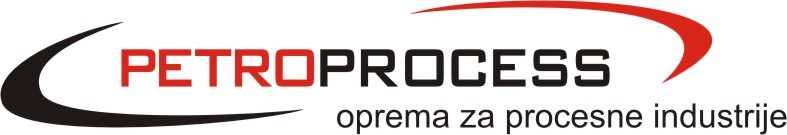 PETROPROCESS
oprema za procesne industrije